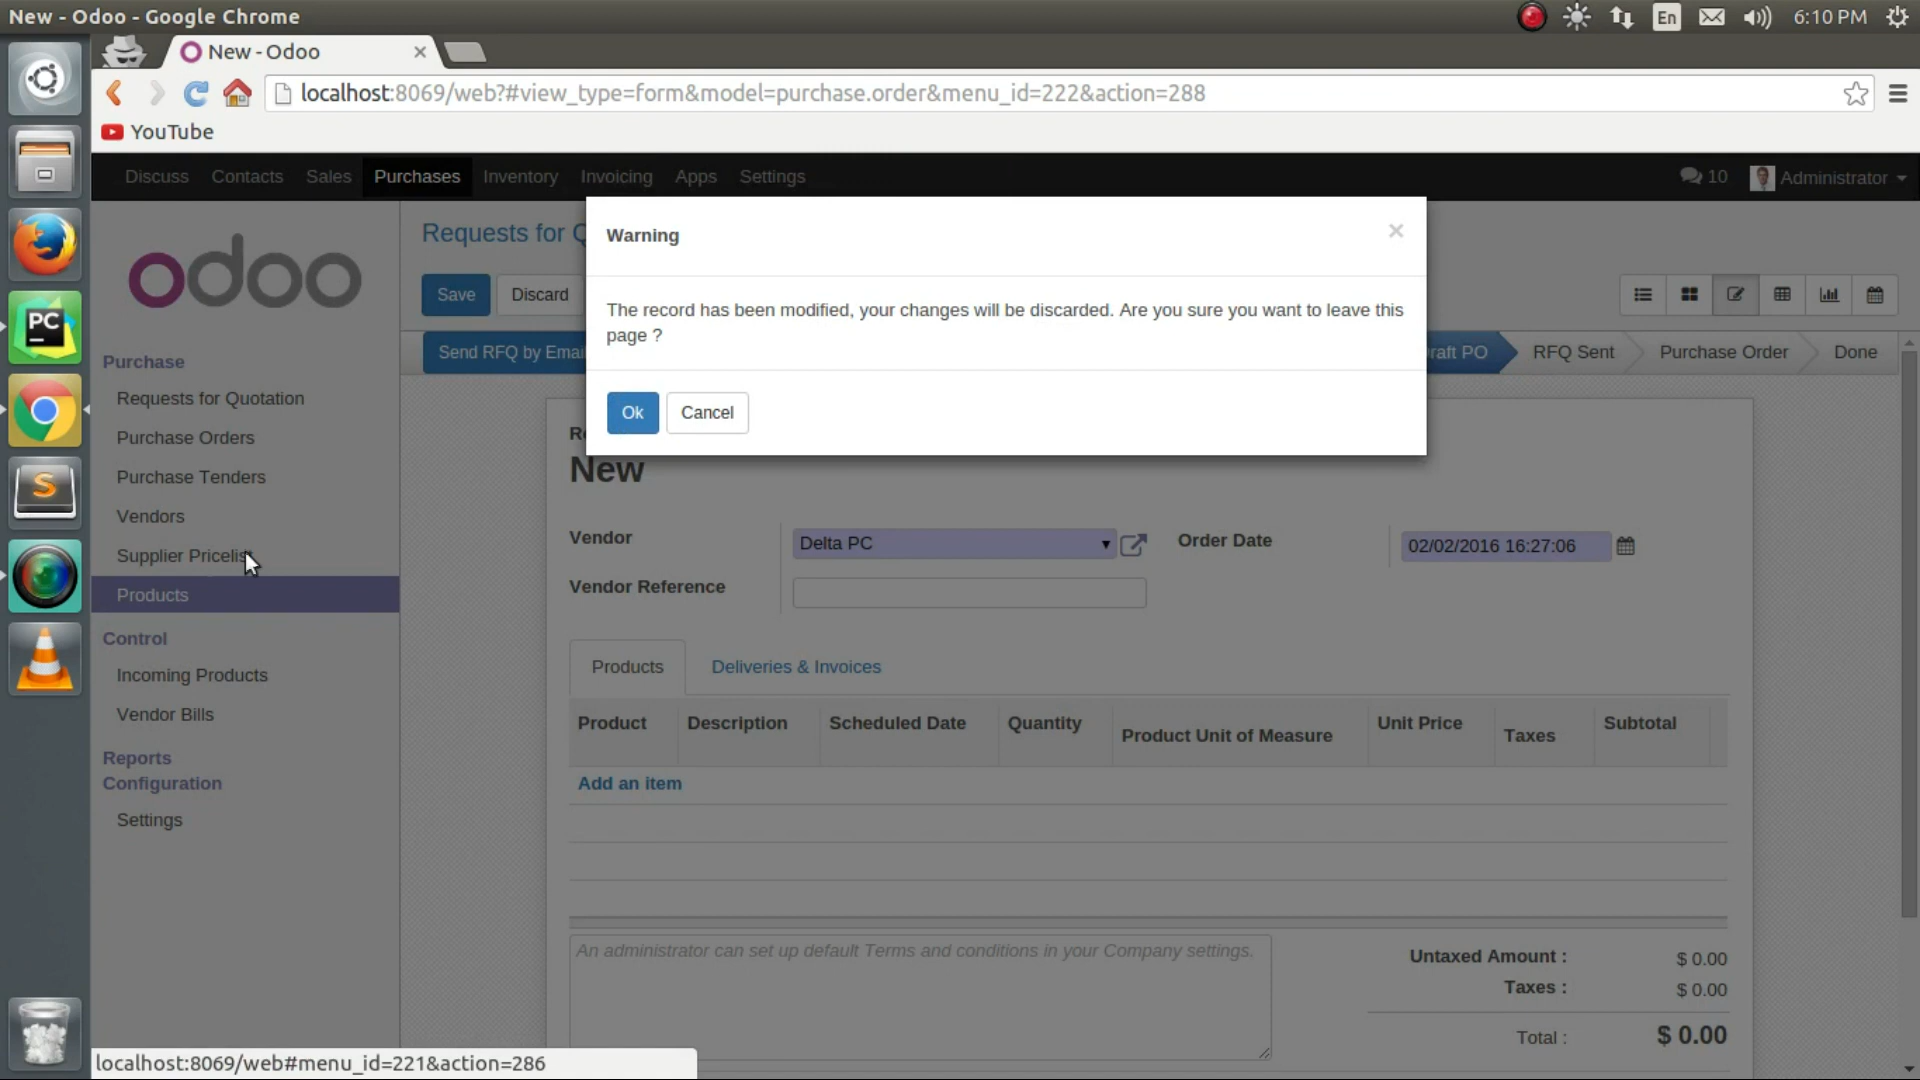 New - Odoo - Google Chrome
En
6:10 PM
New - Odoo
localhost:8069/web?#view_type=form&model=purchase.order&menu_id=222&action=288
YouTube
Discuss Contacts Sales Purchases Inventory Invoicing Apps Settings
10 Administrator
odoo
Requests for Q
Warning
The record has been modified, your changes will be discarded. Are you sure you want to leave this
page ?
Ok Cancel
Save Discard
Send RFQ by Emai
raft PO RFQ Sent Purchase Order Done
Purchase
Requests for Quotation
Purchase Orders
Purchase Tenders
Vendors
Supplier Pricelist
Products
Control
Incoming Products
Vendor Bills
Reports
Configuration
Settings
PC
S
Re
New
Vendor Delta PC
Order Date 02/02/2016 16:27:06
Vendor Reference
Products Deliveries & Invoices
Product Description Scheduled Date Quantity Product Unit of Measure Unit Price Taxes Subtotal
Add an item
An administrator can set up default Terms and conditions in your Company settings.
Untaxed Amount : $ 0.00
Taxes : $ 0.00
Total : $ 0.00
localhost:8069/web#menu_id=221&action=286